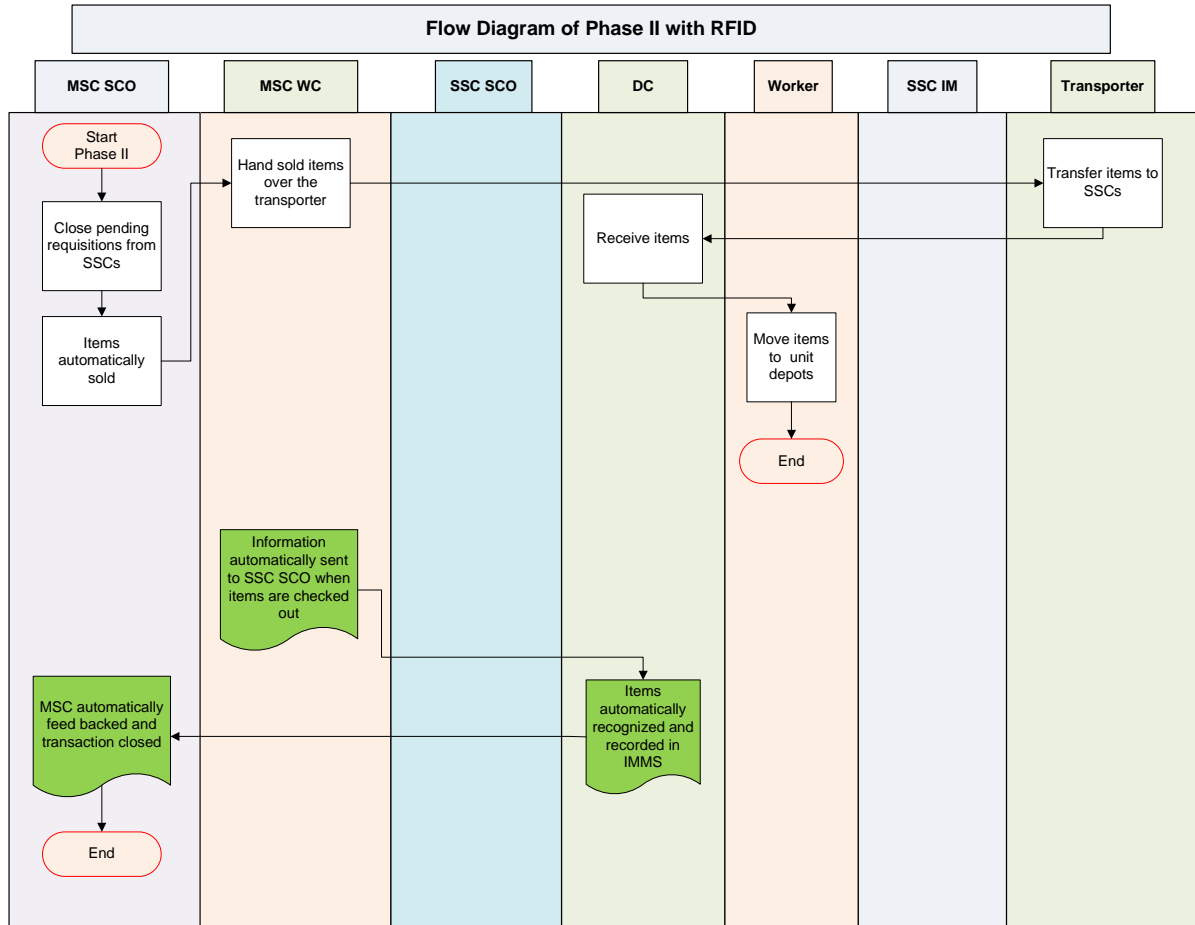 Flow Diagram of Phase II with RFID
MSC SCO
MSC WC
SSC SCO
DC
Worker
SSC IM
Transporter
Start
Phase II
Close pending
requisitions from
SSCs
Items
automatically
sold
Hand sold items
over the
transporter
Transfer items to
SSCs
Receive items
Move items
to unit
depots
End
Information
automatically sent
to SSC SCO when
items are checked
out
Items
automatically
recognized and
recorded in
IMMS
MSC automatically
feed backed and
transaction closed
End